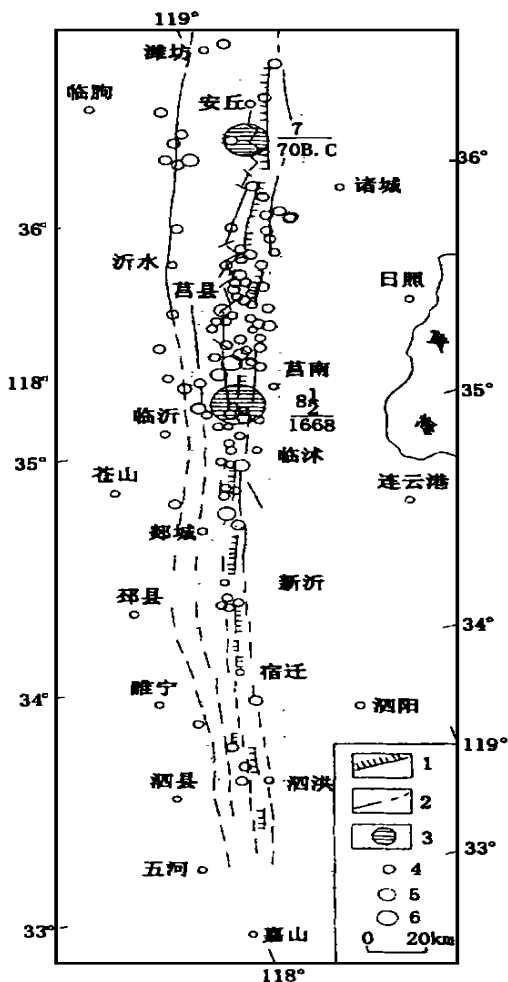 119°
潍坊
临朐
安丘
7
70B.C
36°
诸城
36°
沂水
日照
莒县
莒南
118°
35°
8½
1668
临沂
临沭
35°
苍山
连云港
郯城
新沂
邳县
34°
宿迁
34°
睢宁
泗阳
119°
1
泗县
泗洪
2
3
33°
五河
4
5
6
33°
嘉山
0 20km
118°